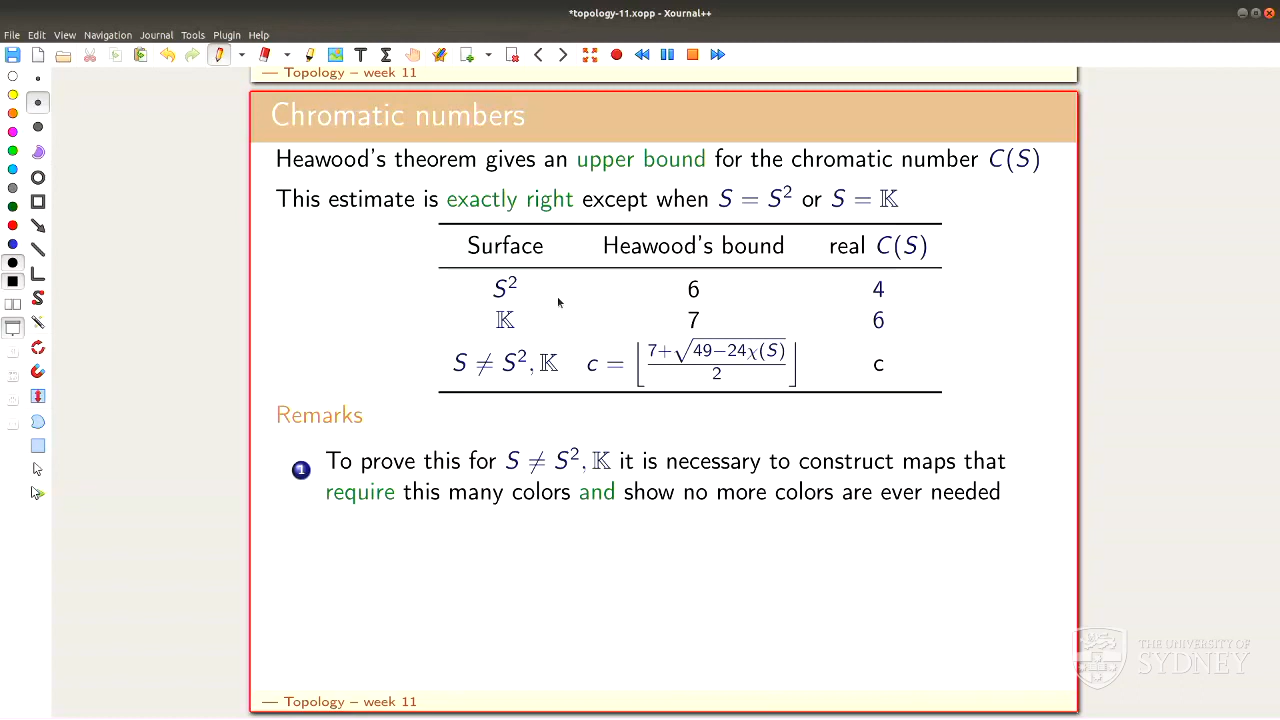 *topology-11.xopp - Xournal++
File Edit View Navigation Journal Tools Plugin Help
— Topology – week 11
Chromatic numbers
Heawood's theorem gives an upper bound for the chromatic number C(S)
This estimate is exactly right except when S = S² or S = 𝕂
Surface Heawood's bound real C(S)
S² 6 4
𝕂 7 6
S ≠ S², 𝕂 c = ⌊(7+√(49−24χ(S)))/2⌋ c
Remarks
1 To prove this for S ≠ S², 𝕂 it is necessary to construct maps that
require this many colors and show no more colors are ever needed
THE UNIVERSITY OF
SYDNEY
— Topology – week 11